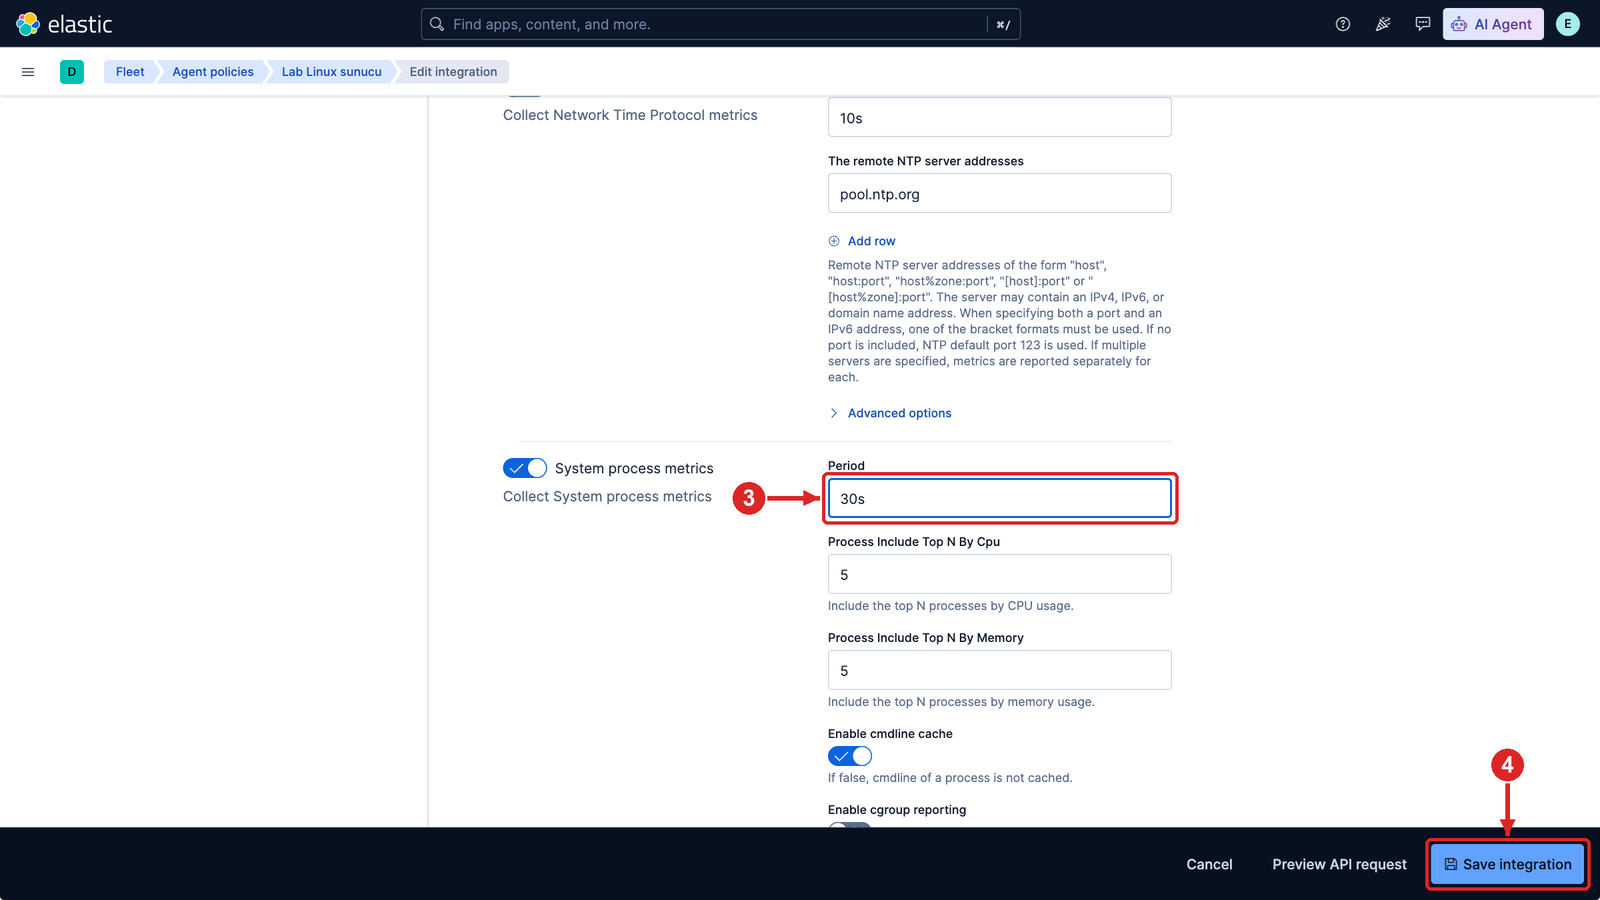 elastic
Find apps, content, and more.
⌘/
AI Agent
E
D
Fleet
Agent policies
Lab Linux sunucu
Edit integration
Collect Network Time Protocol metrics
10s
The remote NTP server addresses
pool.ntp.org
Add row
Remote NTP server addresses of the form "host",
"host:port", "host%zone:port", "[host]:port" or "
[host%zone]:port". The server may contain an IPv4, IPv6, or
domain name address. When specifying both a port and an
IPv6 address, one of the bracket formats must be used. If no
port is included, NTP default port 123 is used. If multiple
servers are specified, metrics are reported separately for
each.
Advanced options
System process metrics
Collect System process metrics
Period
3
30s
Process Include Top N By Cpu
5
Include the top N processes by CPU usage.
Process Include Top N By Memory
5
Include the top N processes by memory usage.
Enable cmdline cache
If false, cmdline of a process is not cached.
Enable cgroup reporting
4
Cancel
Preview API request
Save integration